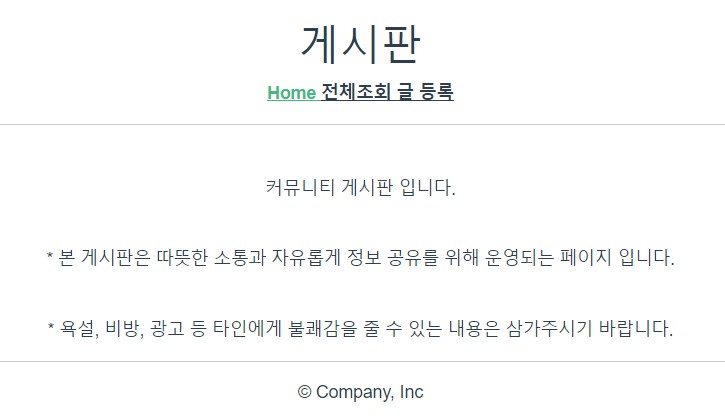 게시판
Home 전체조회 글 등록
커뮤니티 게시판 입니다.
* 본 게시판은 따뜻한 소통과 자유롭게 정보 공유를 위해 운영되는 페이지 입니다.
* 욕설, 비방, 광고 등 타인에게 불쾌감을 줄 수 있는 내용은 삼가주시기 바랍니다.
© Company, Inc